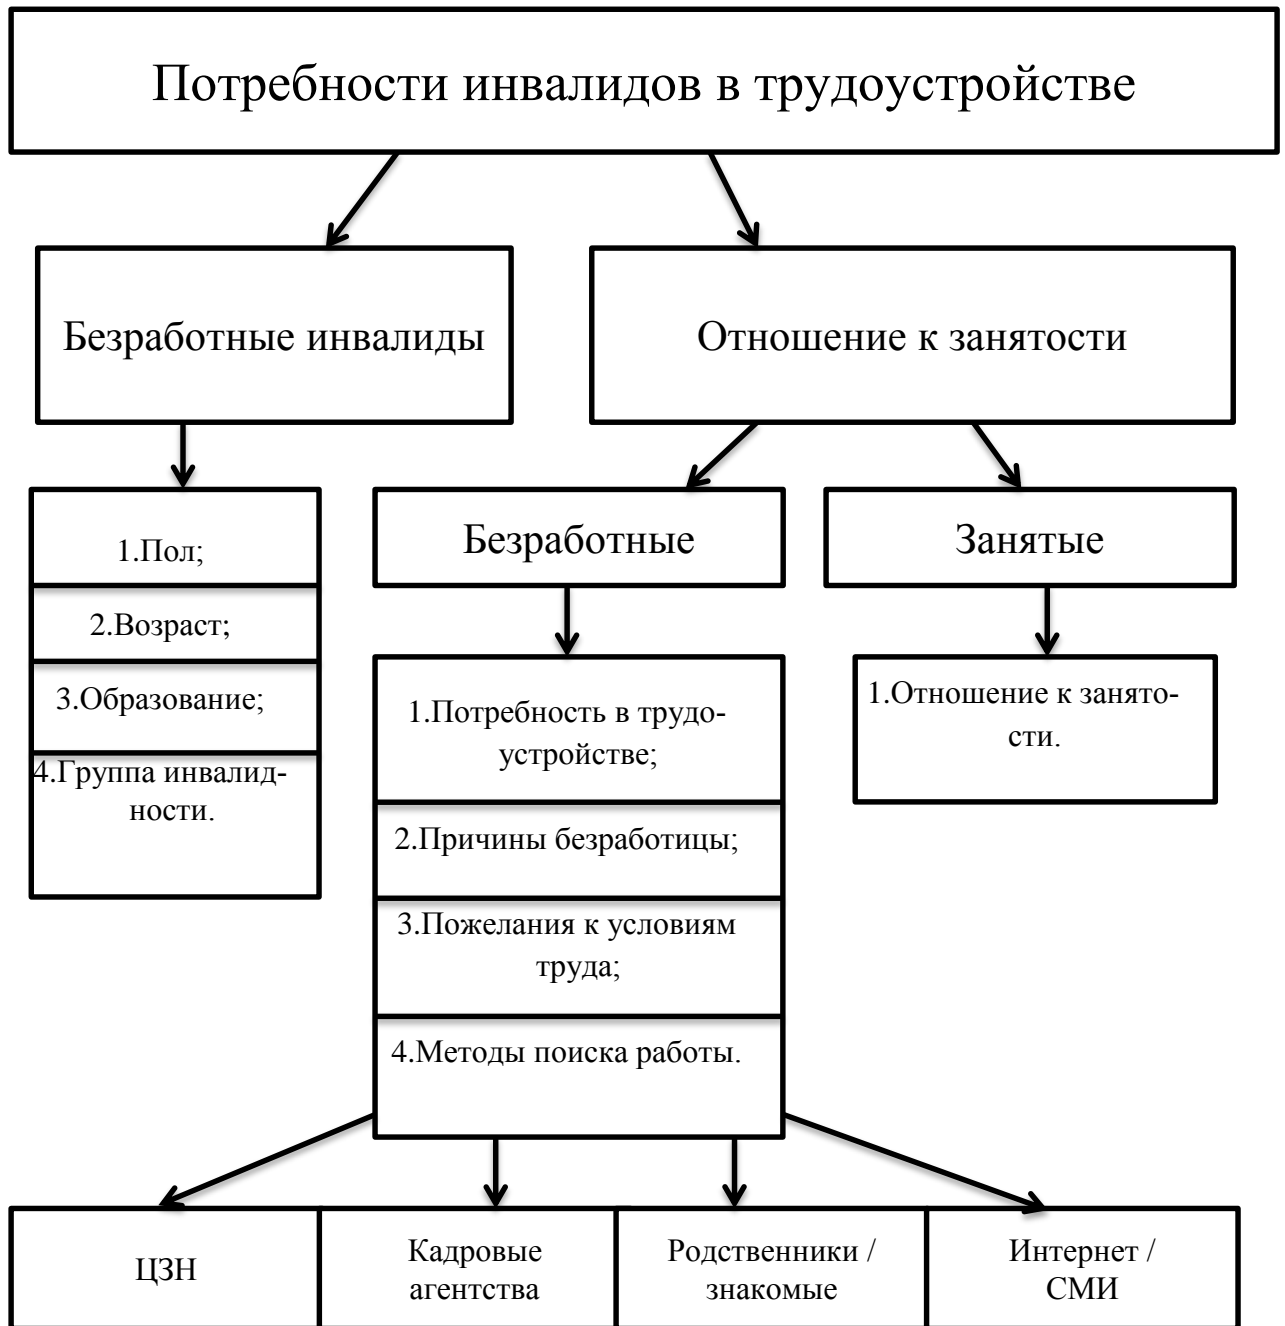 Потребности инвалидов в трудоустройстве
Безработные инвалиды
Отношение к занятости
1.Пол;
2.Возраст;
3.Образование;
4.Группа инвалид-
ности.
Безработные
Занятые
1.Потребность в трудо-
устройстве;
2.Причины безработицы;
3.Пожелания к условиям
труда;
4.Методы поиска работы.
1.Отношение к занято-
сти.
ЦЗН
Кадровые
агентства
Родственники /
знакомые
Интернет /
СМИ